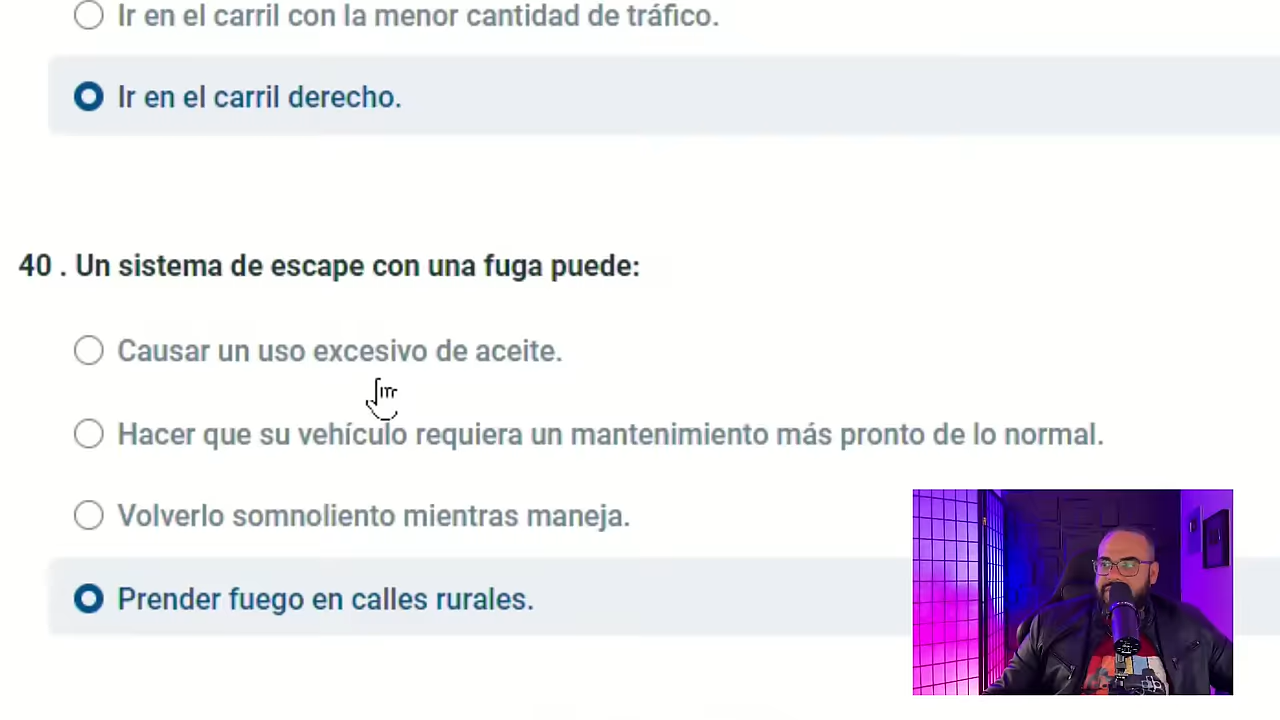 Ir en el carril con la menor cantidad de tráfico.
Ir en el carril derecho.
40 . Un sistema de escape con una fuga puede:
Causar un uso excesivo de aceite.
Hacer que su vehículo requiera un mantenimiento más pronto de lo normal.
Volverlo somnoliento mientras maneja.
Prender fuego en calles rurales.